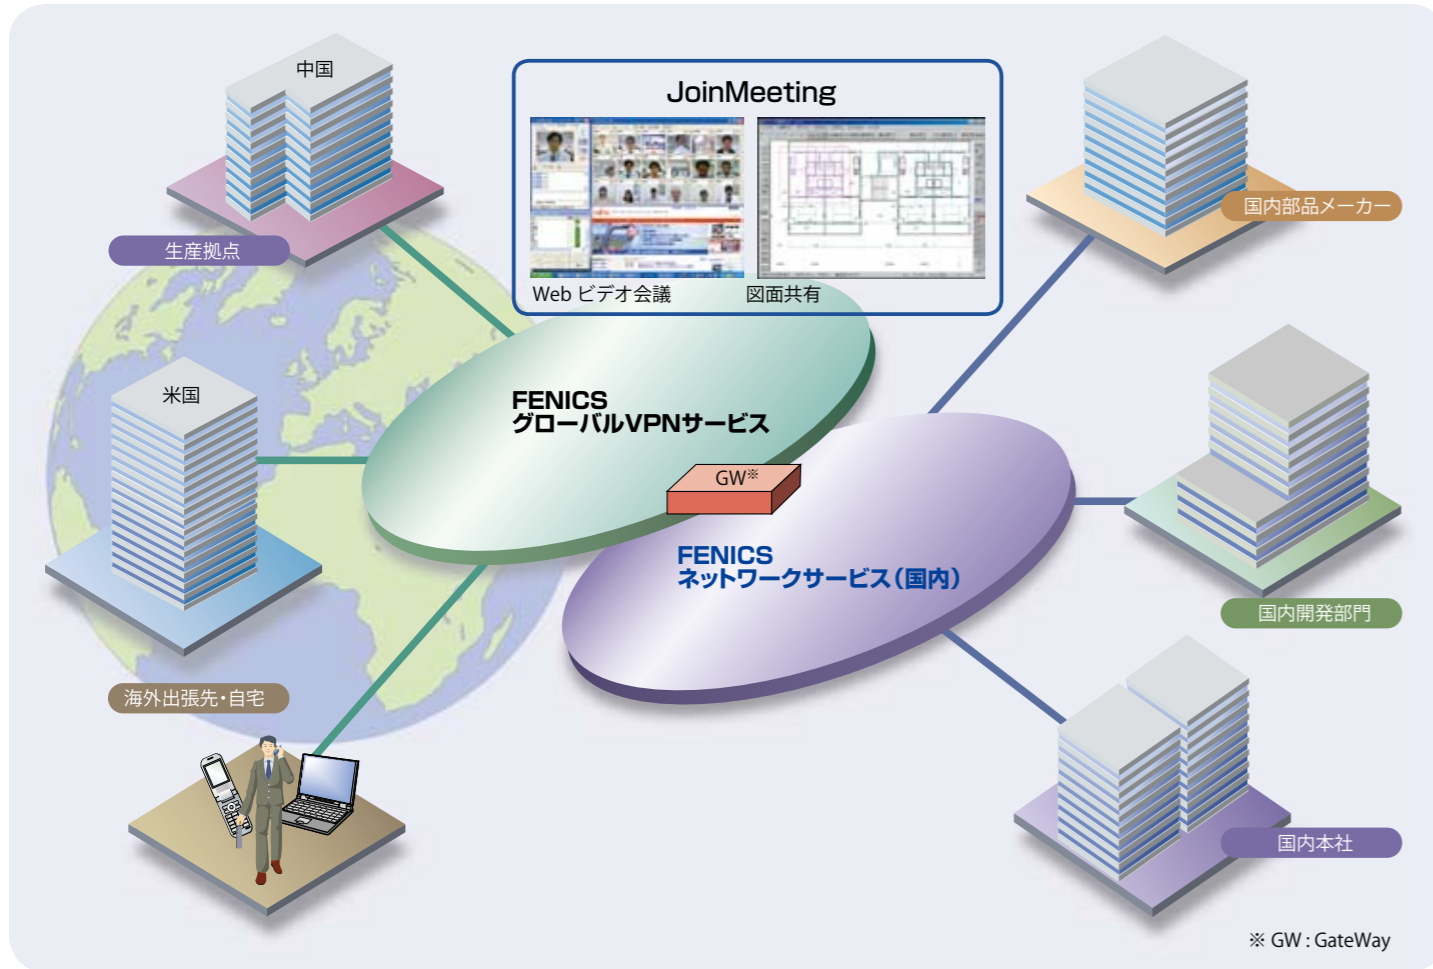 中国
生産拠点
JoinMeeting
Web ビデオ会議
図面共有
国内部品メーカー
米国
FENICS
グローバルVPNサービス
GW※
FENICS
ネットワークサービス（国内）
国内開発部門
海外出張先・自宅
国内本社
※ GW : GateWay